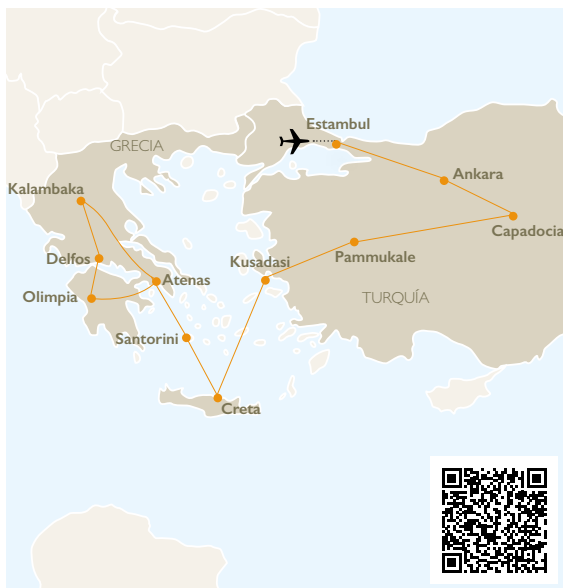 Estambul
GRECIA
Ankara
Kalambaka
Capadocia
Delfos
Kusadasi
Pammukale
Atenas
Olimpia
TURQUÍA
Santorini
Creta